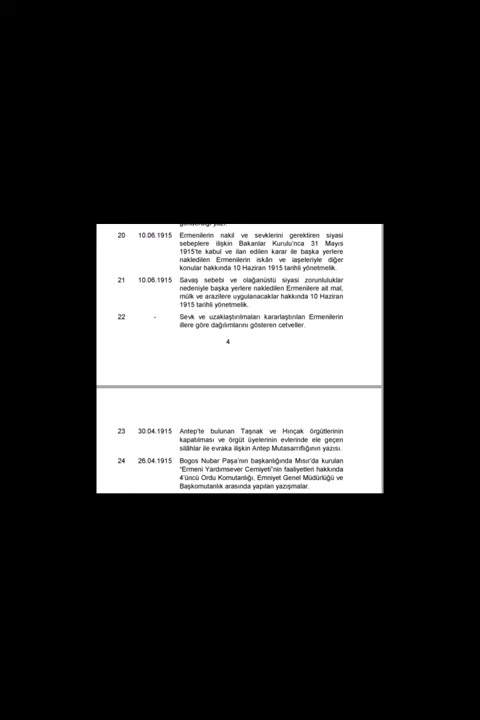 20 10.06.1915 Ermenilerin nakil ve sevklerini gerektiren siyasi
sebeplere ilişkin Bakanlar Kurulu'nca 31 Mayıs
1915'te kabul ve ilan edilen karar ile başka yerlere
nakledilen Ermenilerin iskân ve iaşeleriyle diğer
konular hakkında 10 Haziran 1915 tarihli yönetmelik.
21 10.06.1915 Savaş sebebi ve olağanüstü siyasi zorunluluklar
nedeniyle başka yerlere nakledilen Ermenilere ait mal,
mülk ve arazilere uygulanacaklar hakkında 10 Haziran
1915 tarihli yönetmelik.
22 - Sevk ve uzaklaştırılmaları kararlaştırılan Ermenilerin
illere göre dağılımlarını gösteren cetveller.
4
23 30.04.1915 Antep'te bulunan Taşnak ve Hınçak örgütlerinin
kapatılması ve örgüt üyelerinin evlerinde ele geçen
silâhlar ile evraka ilişkin Antep Mutasarrıflığının yazısı.
24 26.04.1915 Bogos Nubar Paşa'nın başkanlığında Mısır'da kurulan
"Ermeni Yardımsever Cemiyeti"nin faaliyetleri hakkında
4'üncü Ordu Komutanlığı, Emniyet Genel Müdürlüğü ve
Başkomutanlık arasında yapılan yazışmalar.